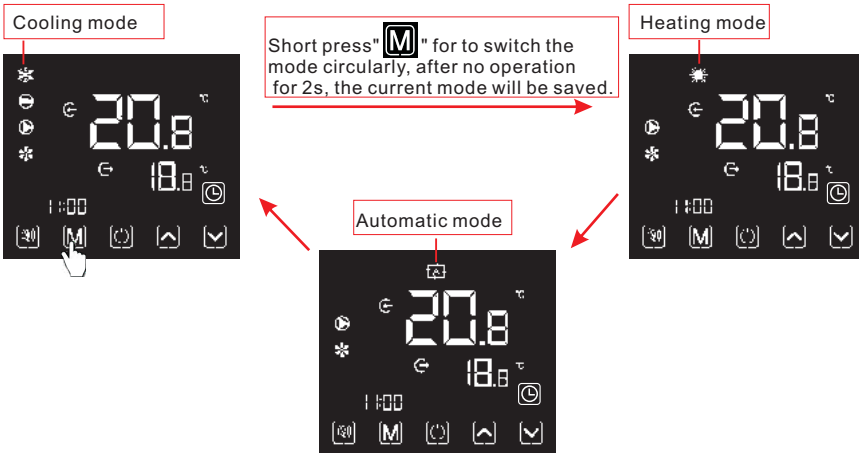 Cooling mode
Short press" M " for to switch the
mode circularly, after no operation
for 2s, the current mode will be saved.
Heating mode
20.8 °C
18.8 °C
11:00
M
20.8 °C
18.8 °C
11:00
M
Automatic mode
A
20.8 °C
18.8 °C
11:00
M